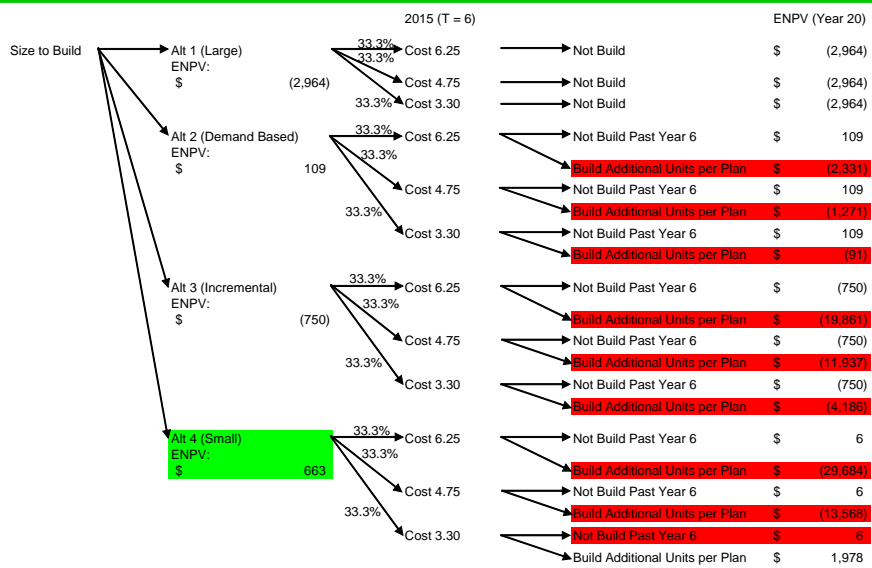 2015 (T = 6) ENPV (Year 20)
Size to Build Alt 1 (Large) 33.3% Cost 6.25 Not Build $ (2,964)
ENPV: 33.3%
$ (2,964) Cost 4.75 Not Build $ (2,964)
33.3% Cost 3.30 Not Build $ (2,964)
Alt 2 (Demand Based) 33.3% Cost 6.25 Not Build Past Year 6 $ 109
ENPV: 33.3%
$ 109 Build Additional Units per Plan $ (2,331)
Cost 4.75 Not Build Past Year 6 $ 109
33.3% Build Additional Units per Plan $ (1,271)
Cost 3.30 Not Build Past Year 6 $ 109
Build Additional Units per Plan $ (91)
Alt 3 (Incremental) 33.3% Cost 6.25 Not Build Past Year 6 $ (750)
ENPV: 33.3%
$ (750) Build Additional Units per Plan $ (19,861)
Cost 4.75 Not Build Past Year 6 $ (750)
33.3% Build Additional Units per Plan $ (11,937)
Cost 3.30 Not Build Past Year 6 $ (750)
Build Additional Units per Plan $ (4,186)
Alt 4 (Small) 33.3% Cost 6.25 Not Build Past Year 6 $ 6
ENPV: 33.3%
$ 663 Build Additional Units per Plan $ (29,684)
Cost 4.75 Not Build Past Year 6 $ 6
33.3% Build Additional Units per Plan $ (13,568)
Cost 3.30 Not Build Past Year 6 $ 6
Build Additional Units per Plan $ 1,978